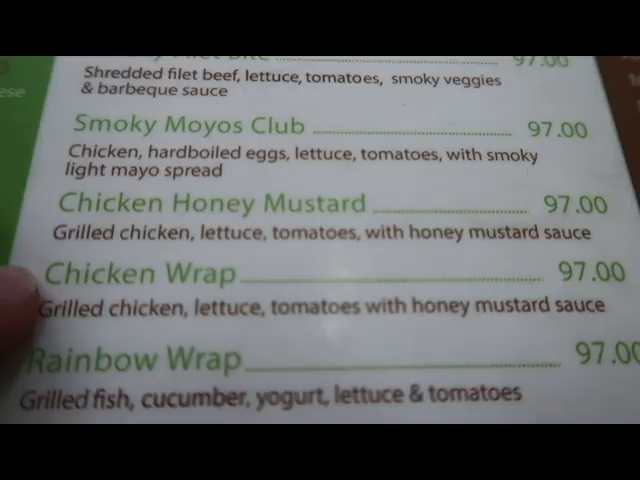 97.00
Shredded filet beef, lettuce, tomatoes, smoky veggies
& barbeque sauce
Smoky Moyos Club 97.00
Chicken, hardboiled eggs, lettuce, tomatoes, with smoky
light mayo spread
Chicken Honey Mustard 97.00
Grilled chicken, lettuce, tomatoes, with honey mustard sauce
Chicken Wrap 97.00
Grilled chicken, lettuce, tomatoes with honey mustard sauce
Rainbow Wrap 97.00
Grilled fish, cucumber, yogurt, lettuce & tomatoes